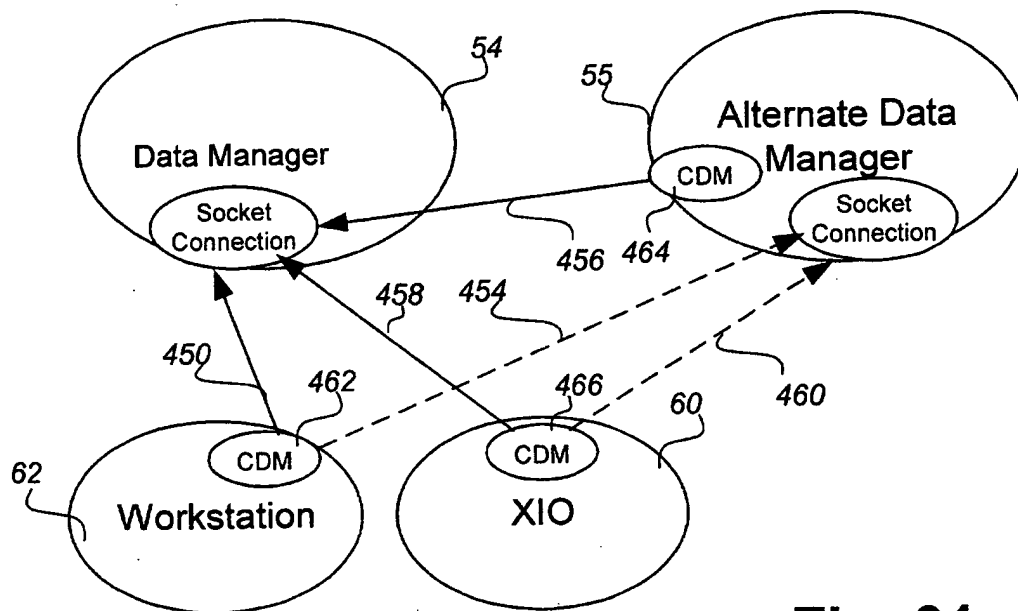 54
55
Alternate Data
Manager
Data Manager
CDM
Socket
Connection
Socket
Connection
456
464
454
458
450
462
466
60
460
CDM
CDM
62
Workstation
XIO